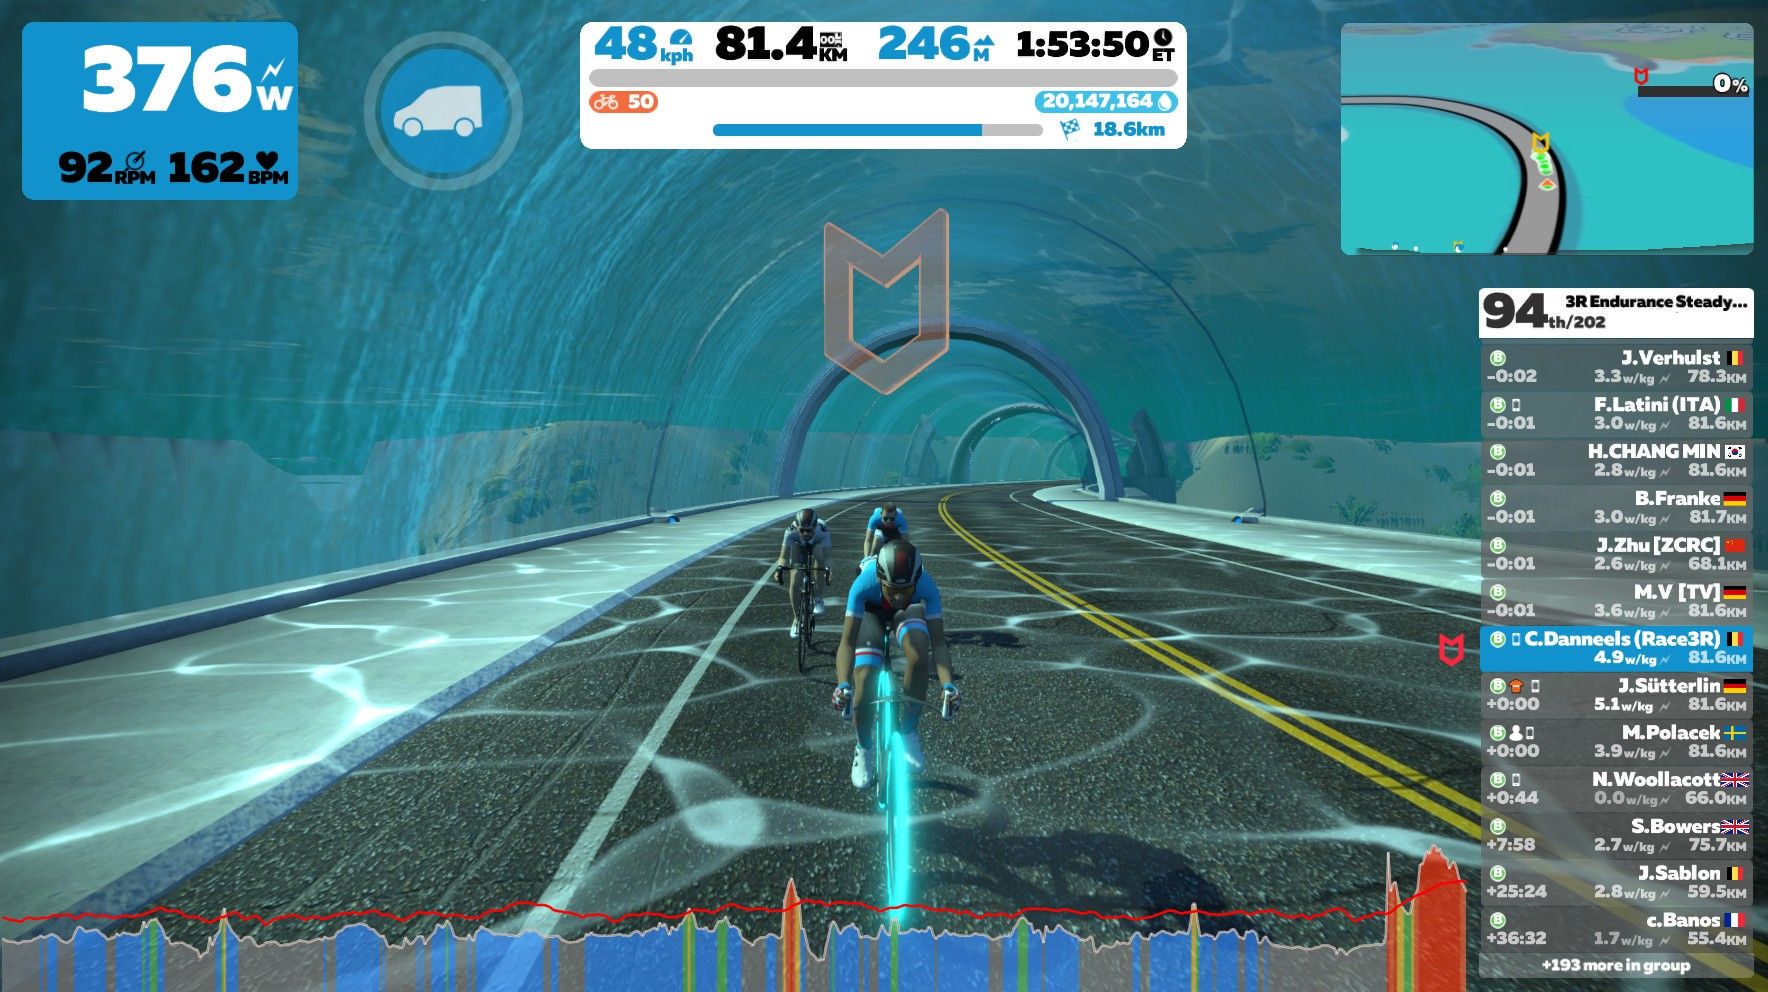 376w
92RPM 162BPM
48kph 81.4KM 246M 1:53:50ET
50 20,147,164
18.6km
0%
94th/202 3R Endurance Steady...
B J.Verhulst
-0:02 3.3w/kg 78.3KM
B F.Latini (ITA)
-0:01 3.0w/kg 81.6KM
B H.CHANG MIN
-0:01 2.8w/kg 81.6KM
B B.Franke
-0:01 3.0w/kg 81.7KM
B J.Zhu [ZCRC]
-0:01 2.6w/kg 68.1KM
B M.V [TV]
-0:01 3.6w/kg 81.6KM
B C.Danneels (Race3R)
4.9w/kg 81.6KM
B J.Sütterlin
+0:00 5.1w/kg 81.6KM
B M.Polacek
+0:00 3.9w/kg 81.6KM
B N.Woollacott
+0:44 0.0w/kg 66.0KM
B S.Bowers
+7:58 2.7w/kg 75.7KM
B J.Sablon
+25:24 2.8w/kg 59.5KM
B c.Banos
+36:32 1.7w/kg 55.4KM
+193 more in group